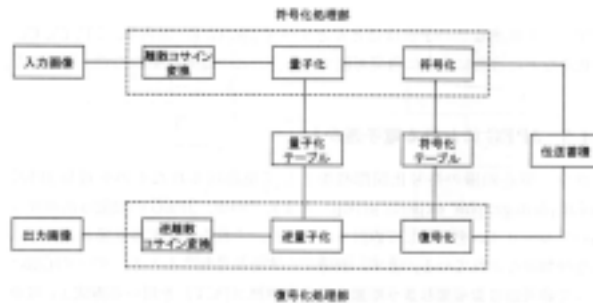 符号化処理部
入力画像
離散コサイン
変換
量子化
符号化
量子化
テーブル
符号化
テーブル
伝送蓄積
出力画像
逆離散
コサイン変換
逆量子化
復号化
復号化処理部